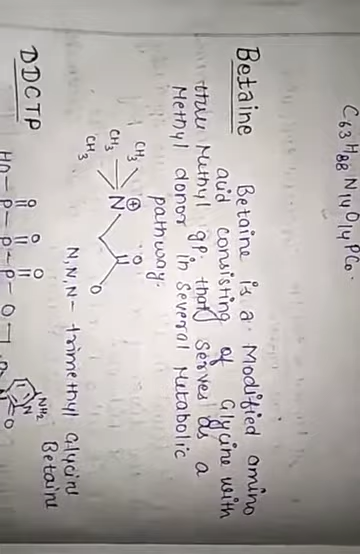 C63H88N14O14PCo.
Betaine
Betaine is a Modified amino
acid consisting of Glycine with
three Methyl gp. that serves as a
Methyl donor in several Metabolic
pathway.
CH3
CH3
CH3
⊕
N
O
O
N,N,N- trimethyl Glycine
Betaine
DDCTP
O O O
HO-P-P-P-O-
NH2
N
N
O